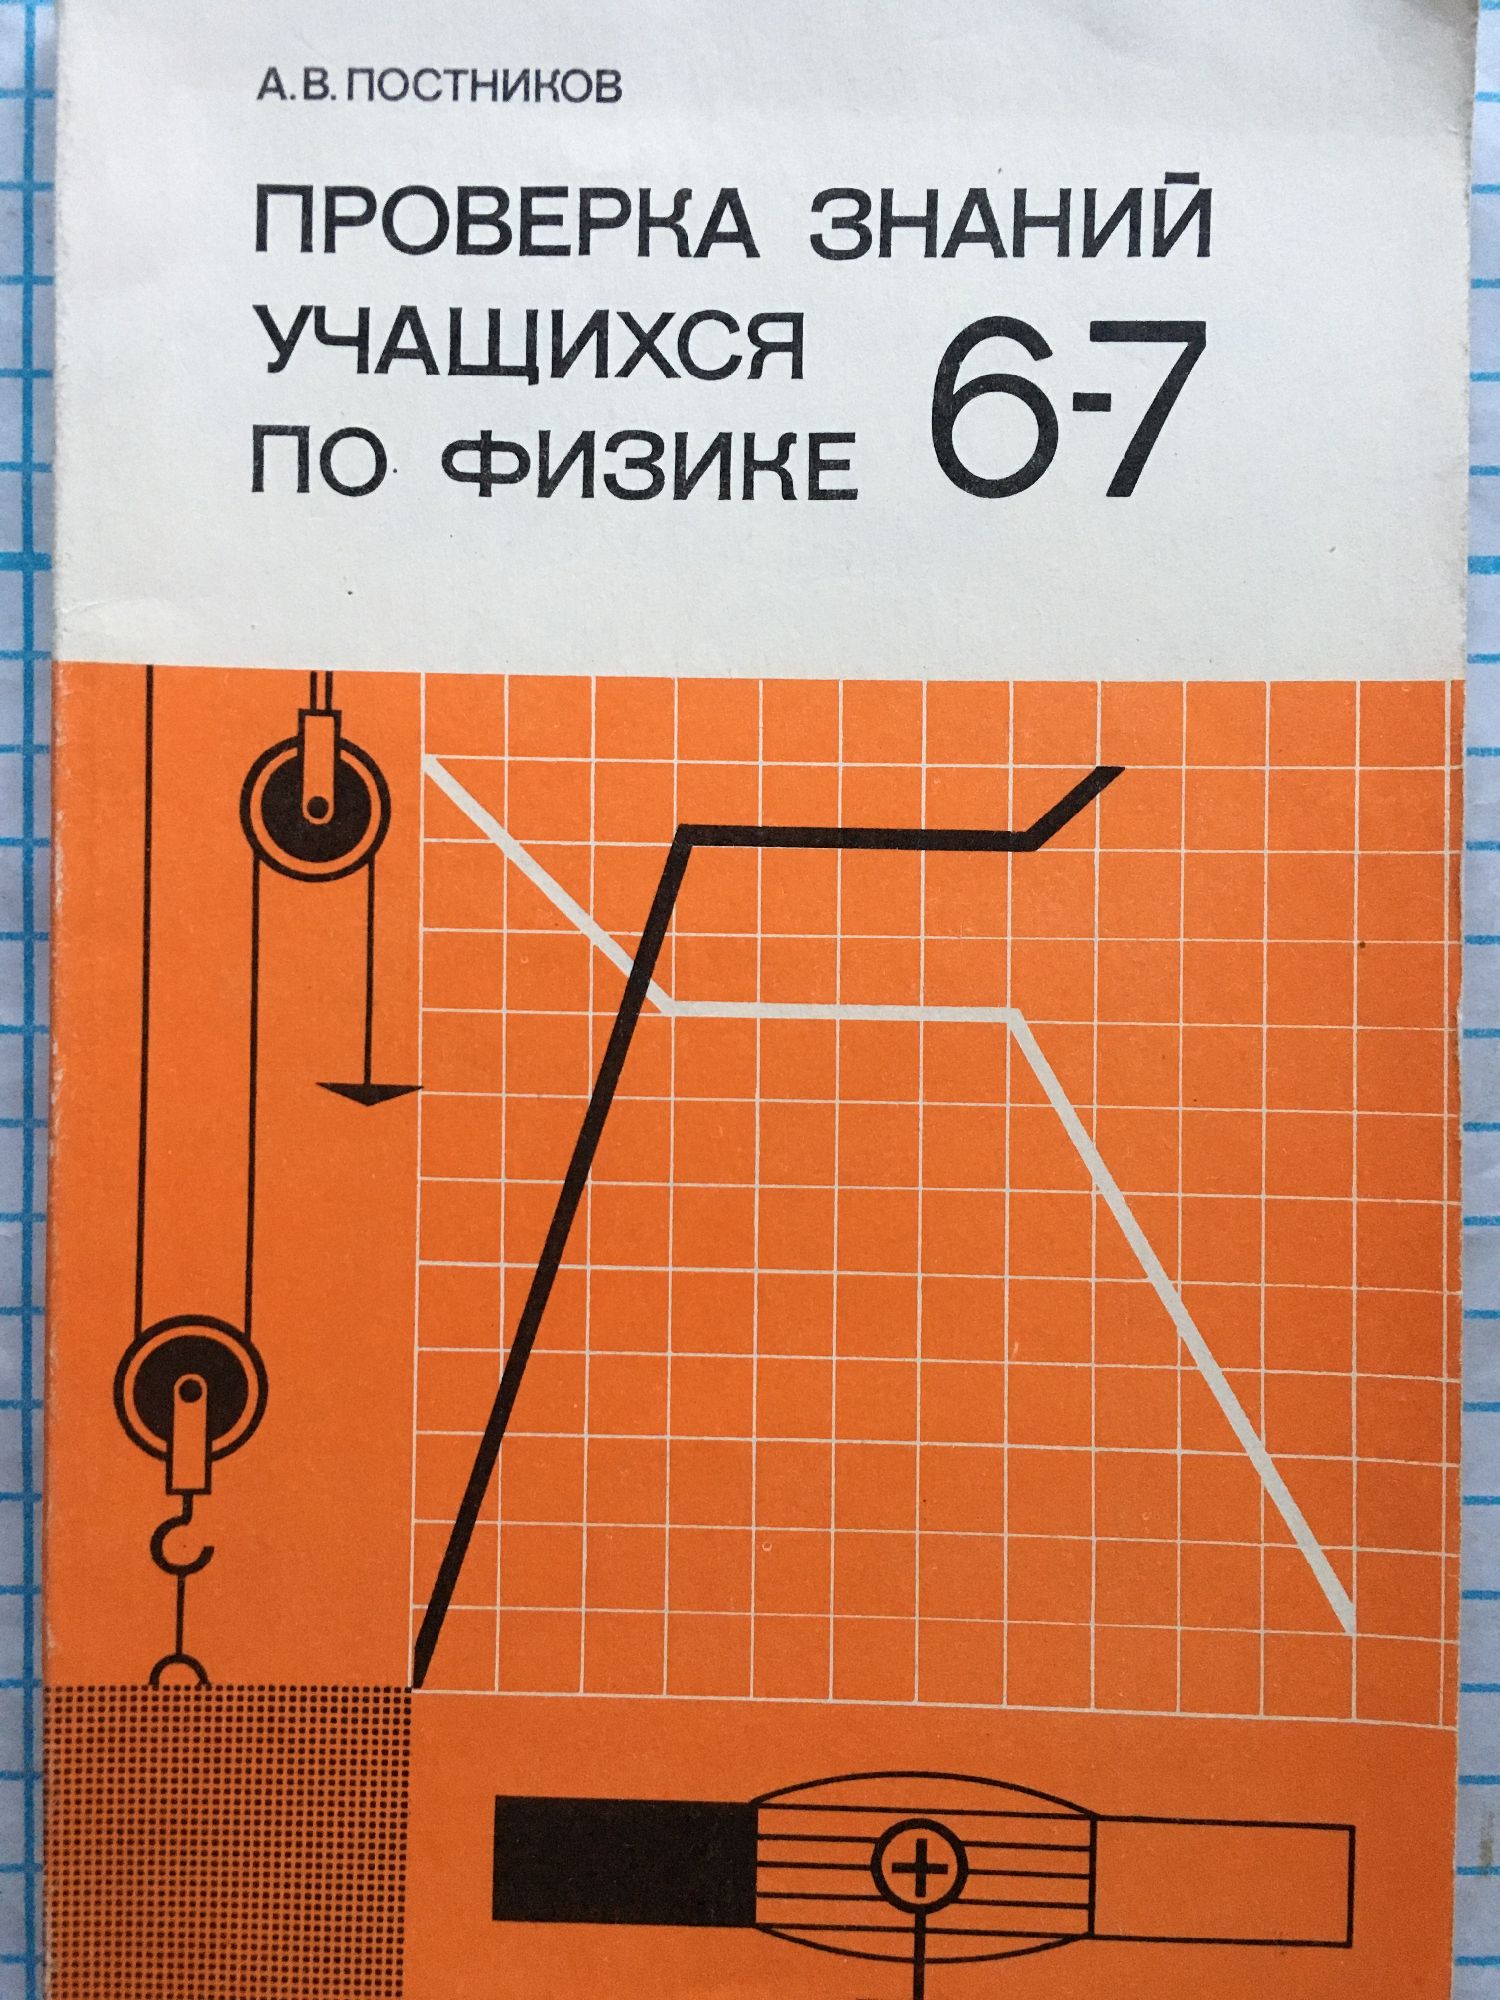 А.В. ПОСТНИКОВ
ПРОВЕРКА ЗНАНИЙ
УЧАЩИХСЯ
ПО ФИЗИКЕ 6-7